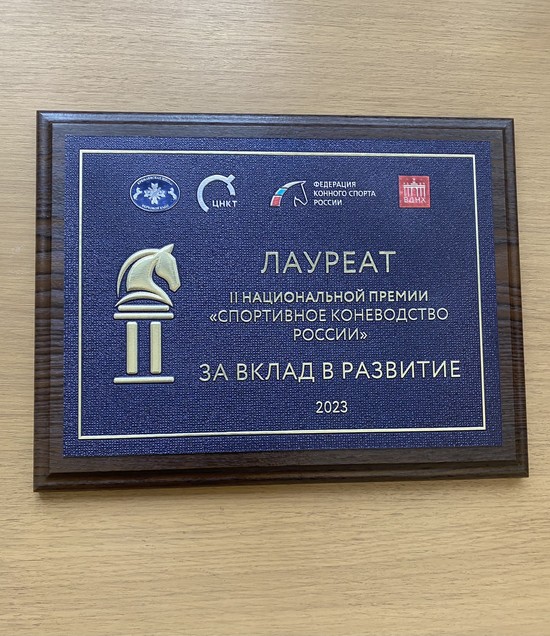 ЦНКТ
ФЕДЕРАЦИЯ
КОННОГО СПОРТА
РОССИИ
ВДНХ
ЛАУРЕАТ
II НАЦИОНАЛЬНОЙ ПРЕМИИ
«СПОРТИВНОЕ КОНЕВОДСТВО
РОССИИ»
ЗА ВКЛАД В РАЗВИТИЕ
2023